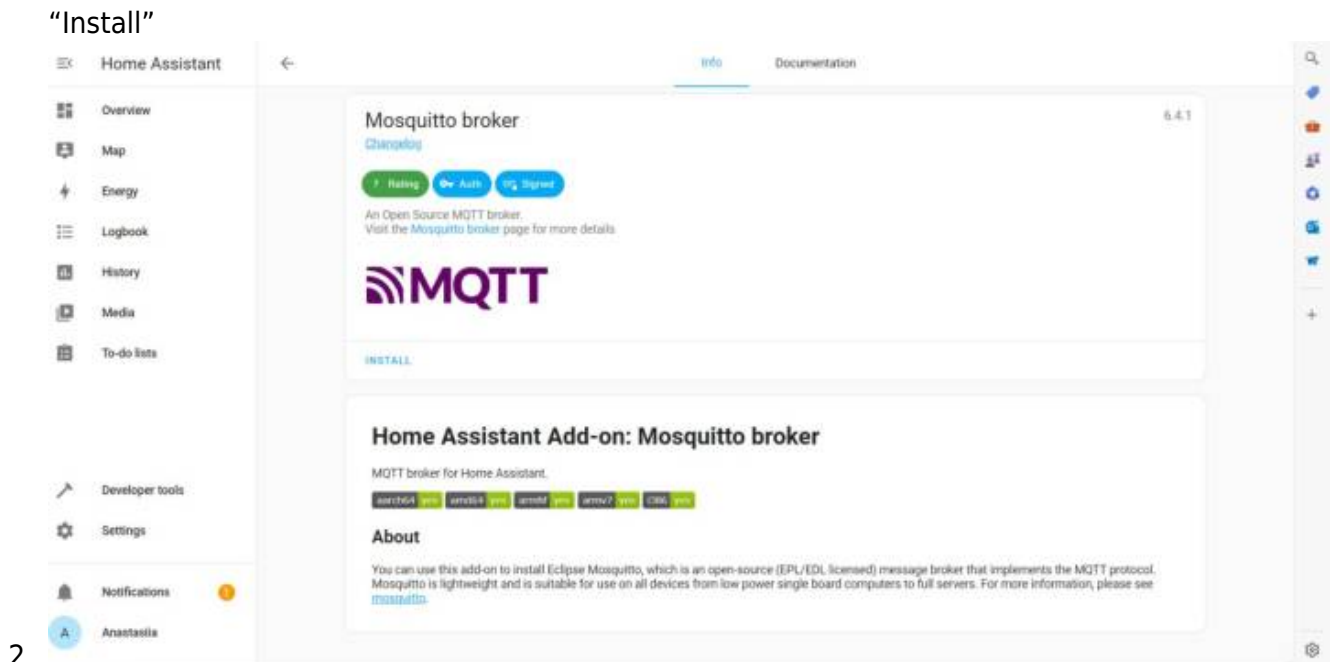 “Install”
Home Assistant
Info Documentation
Overview
Map
Energy
Logbook
History
Media
To-do lists
Developer tools
Settings
Notifications
A Anastasiia
Mosquitto broker 6.4.1
Changelog
Rating Auth Signed
An Open Source MQTT broker.
Visit the Mosquitto broker page for more details
MQTT
INSTALL
Home Assistant Add-on: Mosquitto broker
MQTT broker for Home Assistant.
aarch64 yes amd64 yes armhf yes armv7 yes i386 yes
About
You can use this add-on to install Eclipse Mosquitto, which is an open-source (EPL/EDL licensed) message broker that implements the MQTT protocol.
Mosquitto is lightweight and is suitable for use on all devices from low power single board computers to full servers. For more information, please see
mosquitto.
2